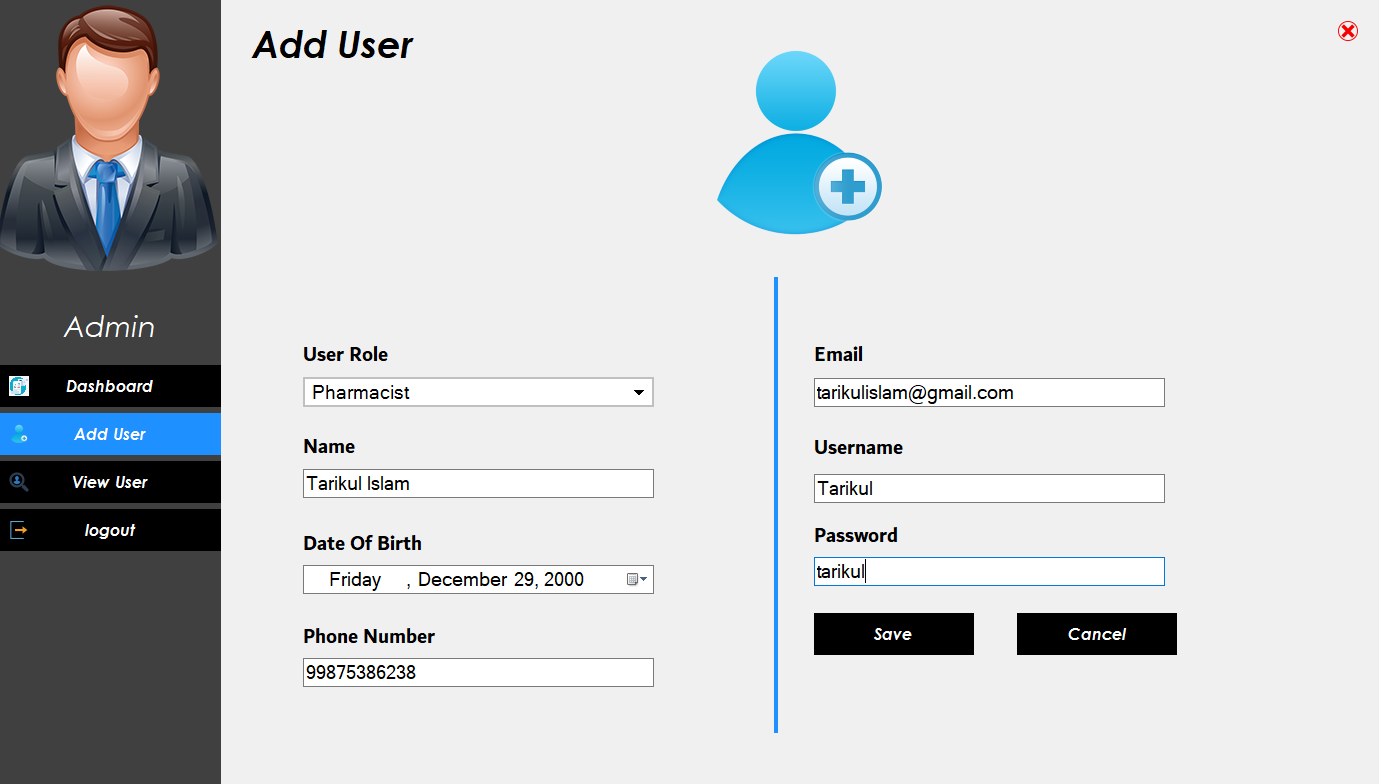 Add User
Admin
Dashboard
Add User
View User
logout
User Role
Pharmacist
Name
Tarikul Islam
Date Of Birth
Friday , December 29, 2000
Phone Number
99875386238
Email
tarikulislam@gmail.com
Username
Tarikul
Password
tarikul
Save
Cancel